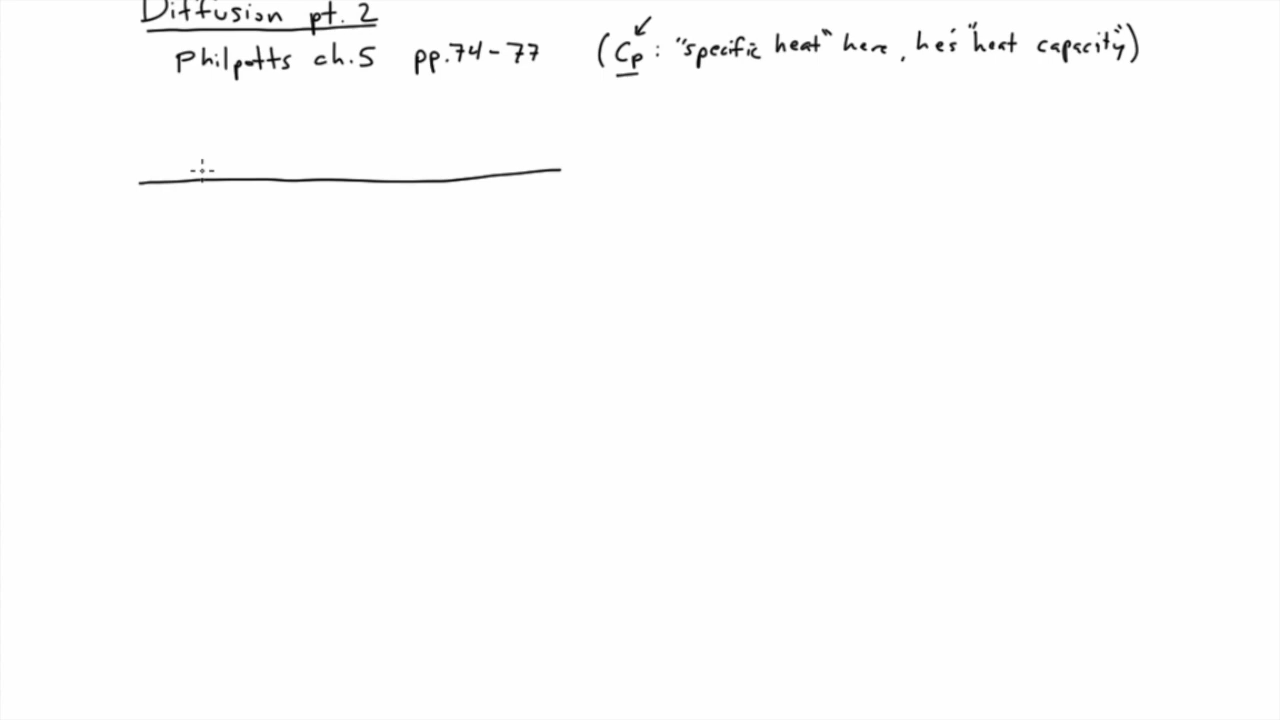 Diffusion pt. 2
Philpotts ch.5 pp.74-77 (Cp: "specific heat" here, he's "heat capacity")